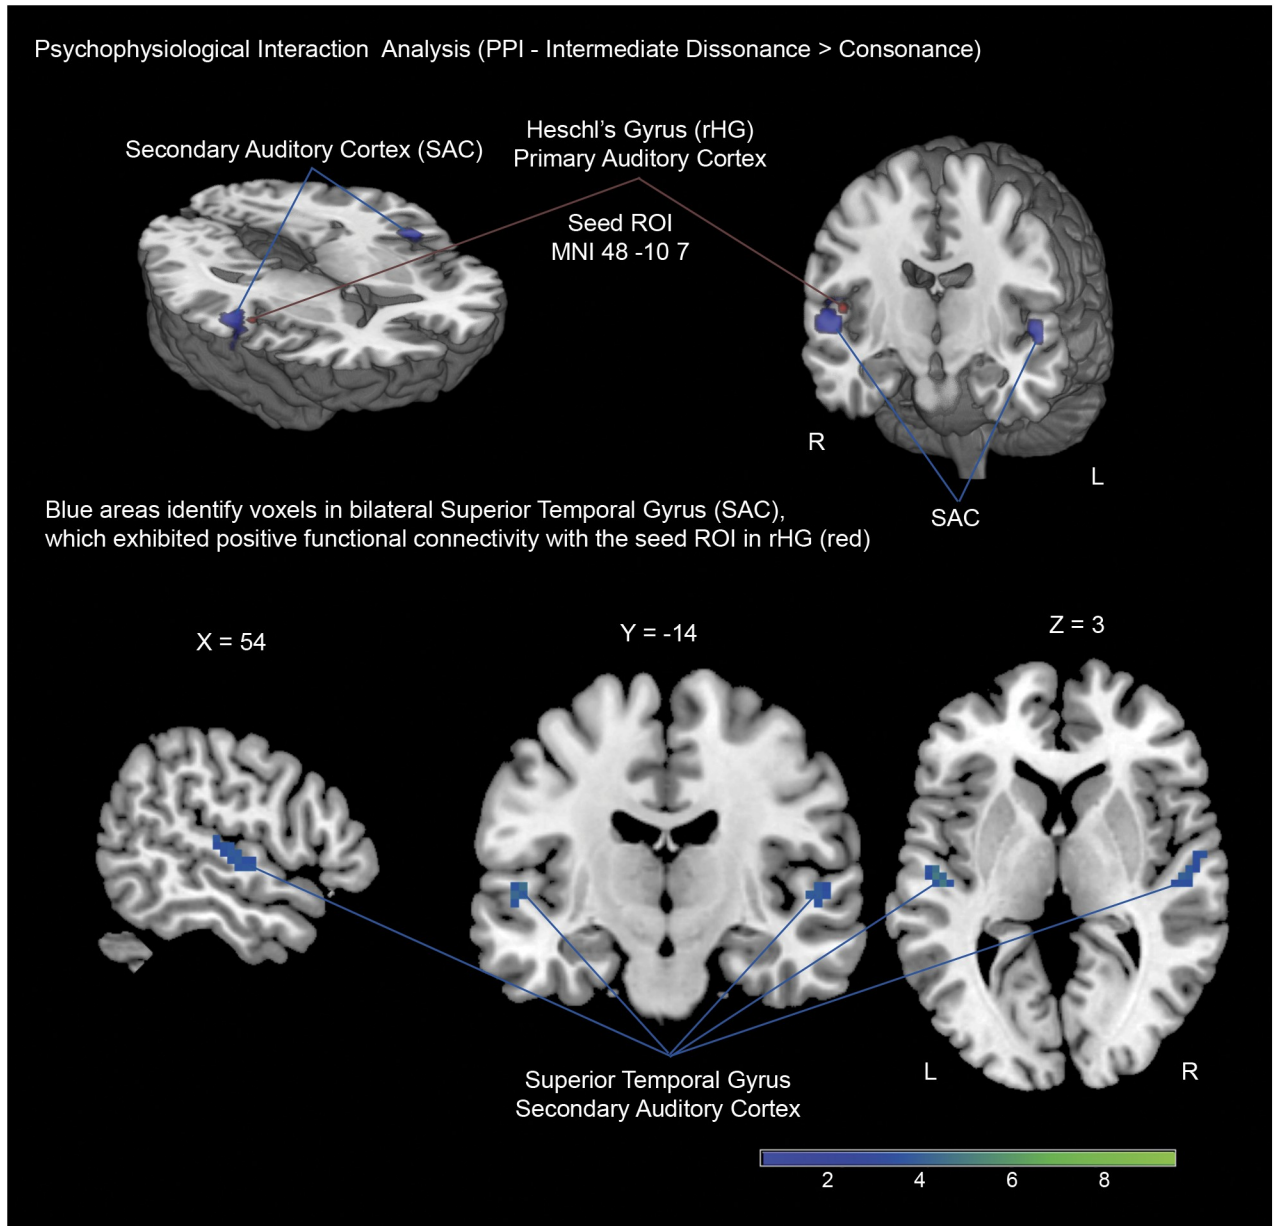 Psychophysiological Interaction  Analysis (PPI - Intermediate Dissonance > Consonance)
Secondary Auditory Cortex (SAC)
Heschl's Gyrus (rHG)
Primary Auditory Cortex
Seed ROI
MNI 48 -10 7
R
L
SAC
Blue areas identify voxels in bilateral Superior Temporal Gyrus (SAC),
which exhibited positive functional connectivity with the seed ROI in rHG (red)
X = 54
Y = -14
Z = 3
L
R
Superior Temporal Gyrus
Secondary Auditory Cortex
2 4 6 8